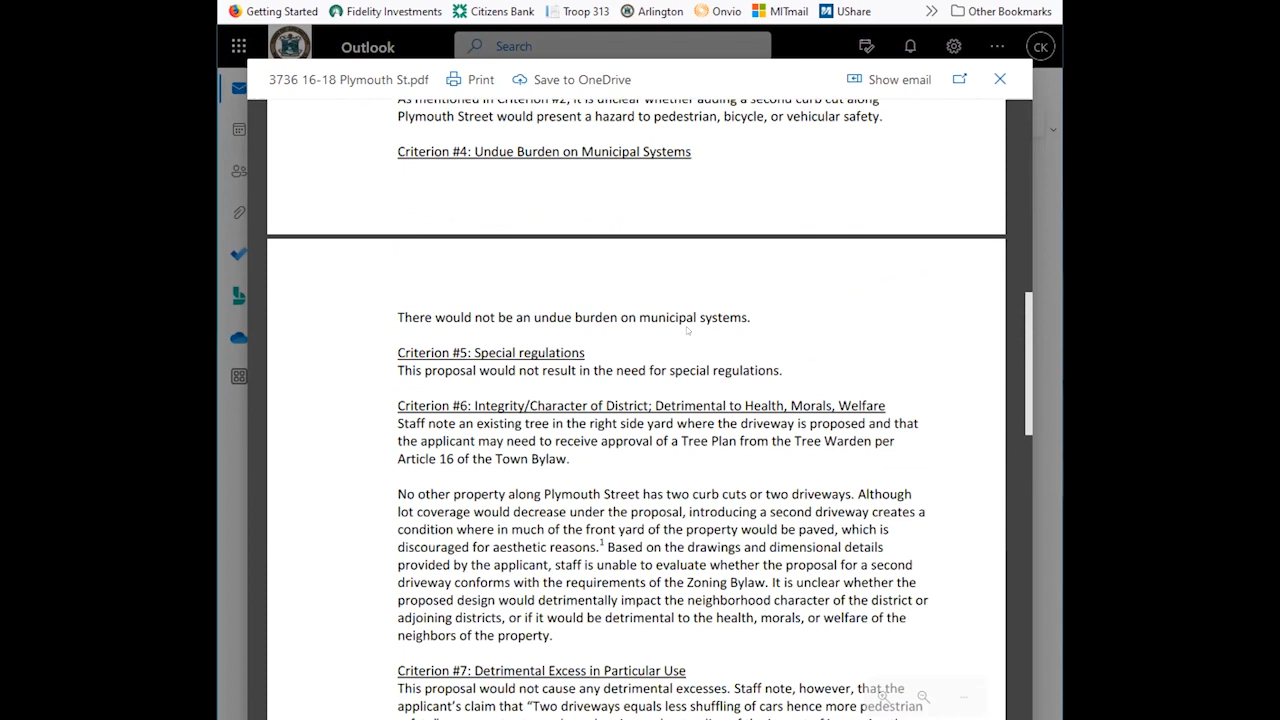 Getting Started Fidelity Investments Citizens Bank Troop 313 Arlington Onvio MITmail UShare Other Bookmarks
Outlook Search CK
3736 16-18 Plymouth St.pdf Print Save to OneDrive Show email
As mentioned in Criterion #2, it is unclear whether adding a second curb cut along
Plymouth Street would present a hazard to pedestrian, bicycle, or vehicular safety.
Criterion #4: Undue Burden on Municipal Systems
There would not be an undue burden on municipal systems.
Criterion #5: Special regulations
This proposal would not result in the need for special regulations.
Criterion #6: Integrity/Character of District; Detrimental to Health, Morals, Welfare
Staff note an existing tree in the right side yard where the driveway is proposed and that
the applicant may need to receive approval of a Tree Plan from the Tree Warden per
Article 16 of the Town Bylaw.
No other property along Plymouth Street has two curb cuts or two driveways. Although
lot coverage would decrease under the proposal, introducing a second driveway creates a
condition where in much of the front yard of the property would be paved, which is
discouraged for aesthetic reasons.1 Based on the drawings and dimensional details
provided by the applicant, staff is unable to evaluate whether the proposal for a second
driveway conforms with the requirements of the Zoning Bylaw. It is unclear whether the
proposed design would detrimentally impact the neighborhood character of the district or
adjoining districts, or if it would be detrimental to the health, morals, or welfare of the
neighbors of the property.
Criterion #7: Detrimental Excess in Particular Use
This proposal would not cause any detrimental excesses. Staff note, however, that the
applicant's claim that "Two driveways equals less shuffling of cars hence more pedestrian